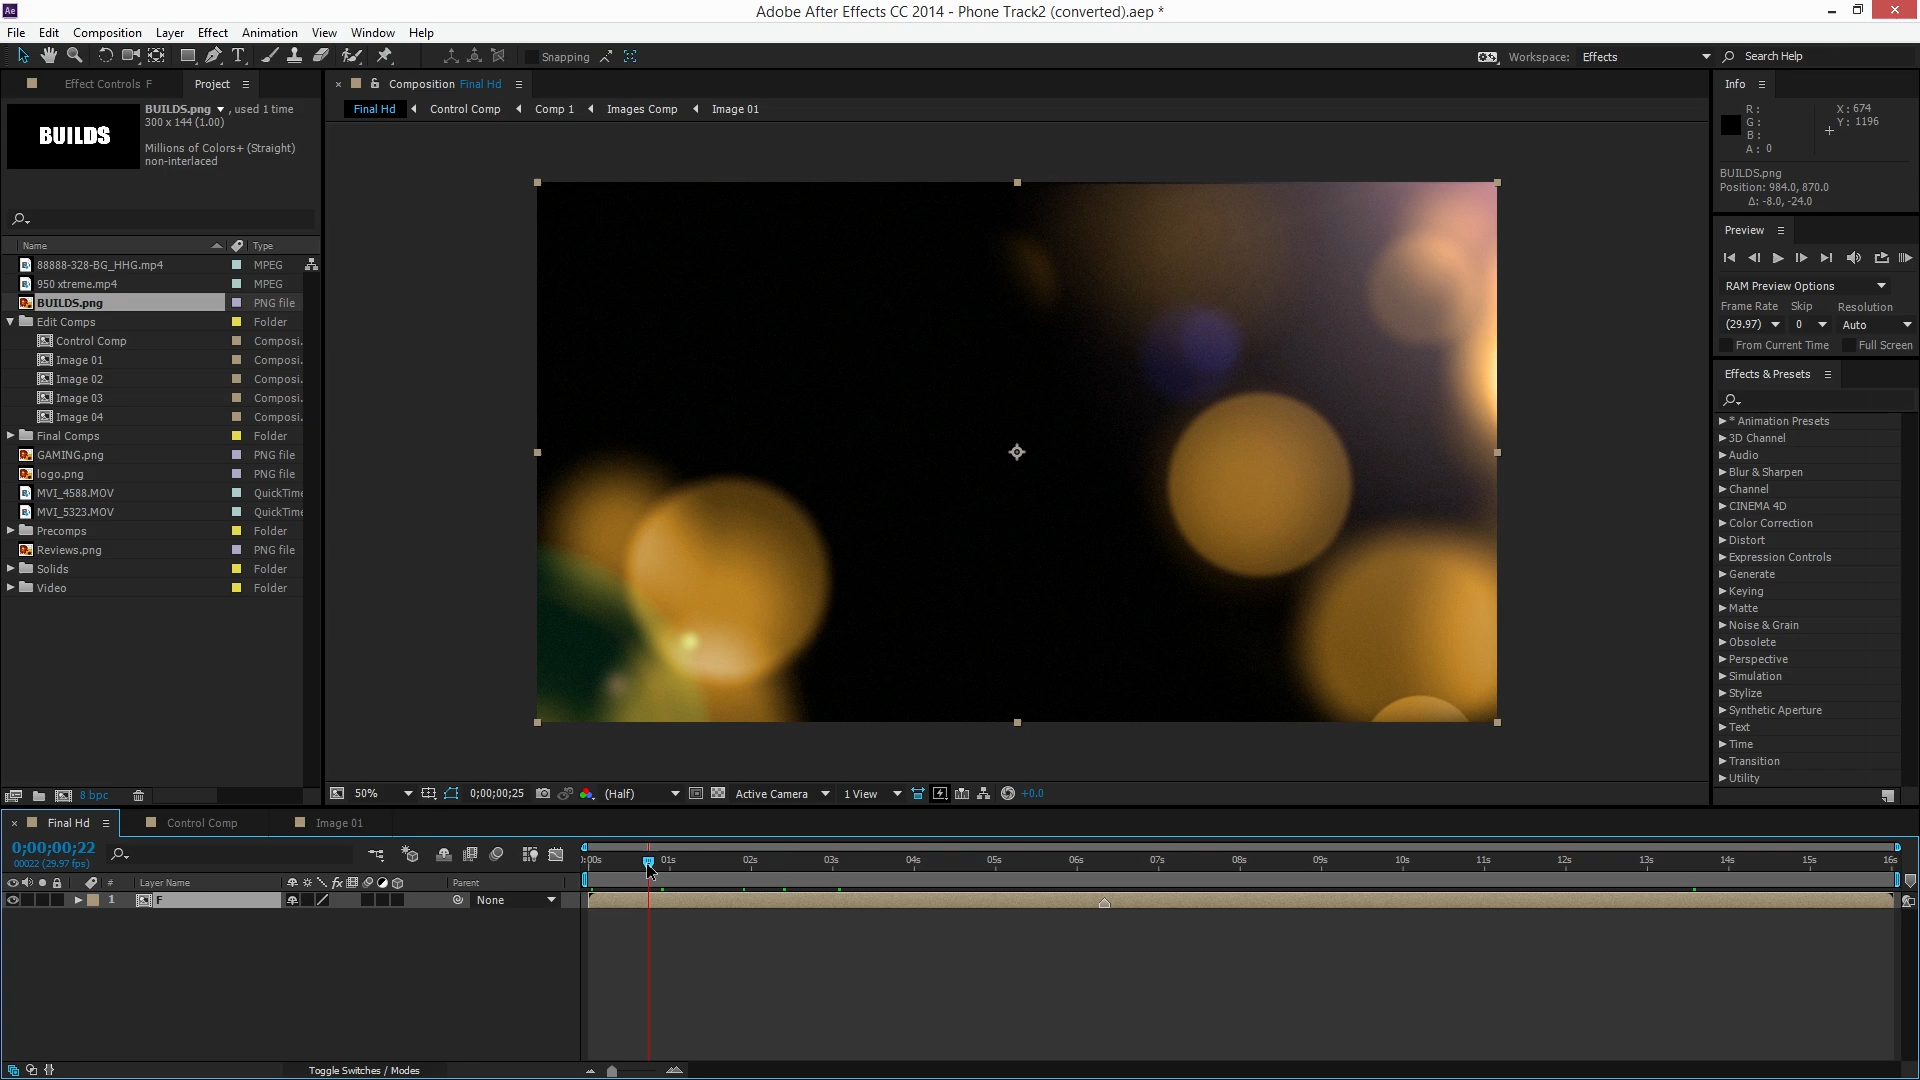 Ae
Adobe After Effects CC 2014 - Phone Track2 (converted).aep *
File Edit Composition Layer Effect Animation View Window Help
T Snapping Workspace: Effects Search Help
Effect Controls F Project
BUILDS.png , used 1 time
300 x 144 (1.00)
Millions of Colors+ (Straight)
non-interlaced
BUILDS
Name Type
88888-328-BG_HHG.mp4 MPEG
950 xtreme.mp4 MPEG
BUILDS.png PNG file
Edit Comps Folder
Control Comp Composi.
Image 01 Composi.
Image 02 Composi.
Image 03 Composi.
Image 04 Composi.
Final Comps Folder
GAMING.png PNG file
logo.png PNG file
MVI_4588.MOV QuickTime
MVI_5323.MOV QuickTime
Precomps Folder
Reviews.png PNG file
Solids Folder
Video Folder
8 bpc
Composition Final Hd
Final Hd Control Comp Comp 1 Images Comp Image 01
50% 0;00;00;25 (Half) Active Camera 1 View +0.0
Info
R :
G :
B :
A : 0
X : 674
Y : 1196
BUILDS.png
Position: 984.0, 870.0
Δ: -8.0, -24.0
Preview
RAM Preview Options
Frame Rate Skip Resolution
(29.97) 0 Auto
From Current Time Full Screen
Effects & Presets
* Animation Presets
3D Channel
Audio
Blur & Sharpen
Channel
CINEMA 4D
Color Correction
Distort
Expression Controls
Generate
Keying
Matte
Noise & Grain
Obsolete
Perspective
Simulation
Stylize
Synthetic Aperture
Text
Time
Transition
Utility
Final Hd Control Comp Image 01
0;00;00;22
00022 (29.97 fps)
# Layer Name fx Parent
1 F None
):00s 01s 02s 03s 04s 05s 06s 07s 08s 09s 10s 11s 12s 13s 14s 15s 16s
Toggle Switches / Modes